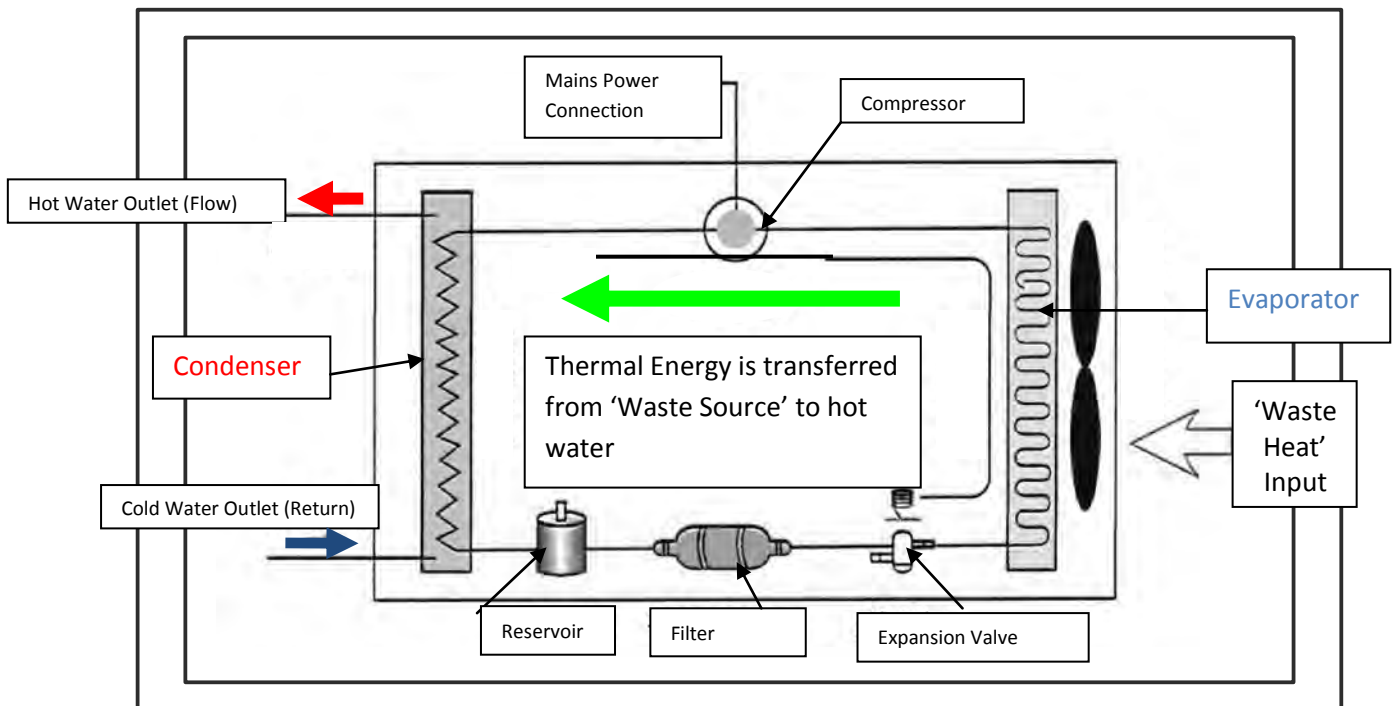 Mains Power
Connection
Compressor
Hot Water Outlet (Flow)
Evaporator
Condenser
Thermal Energy is transferred
from ‘Waste Source’ to hot
water
‘Waste
Heat’
Input
Cold Water Outlet (Return)
Reservoir
Filter
Expansion Valve